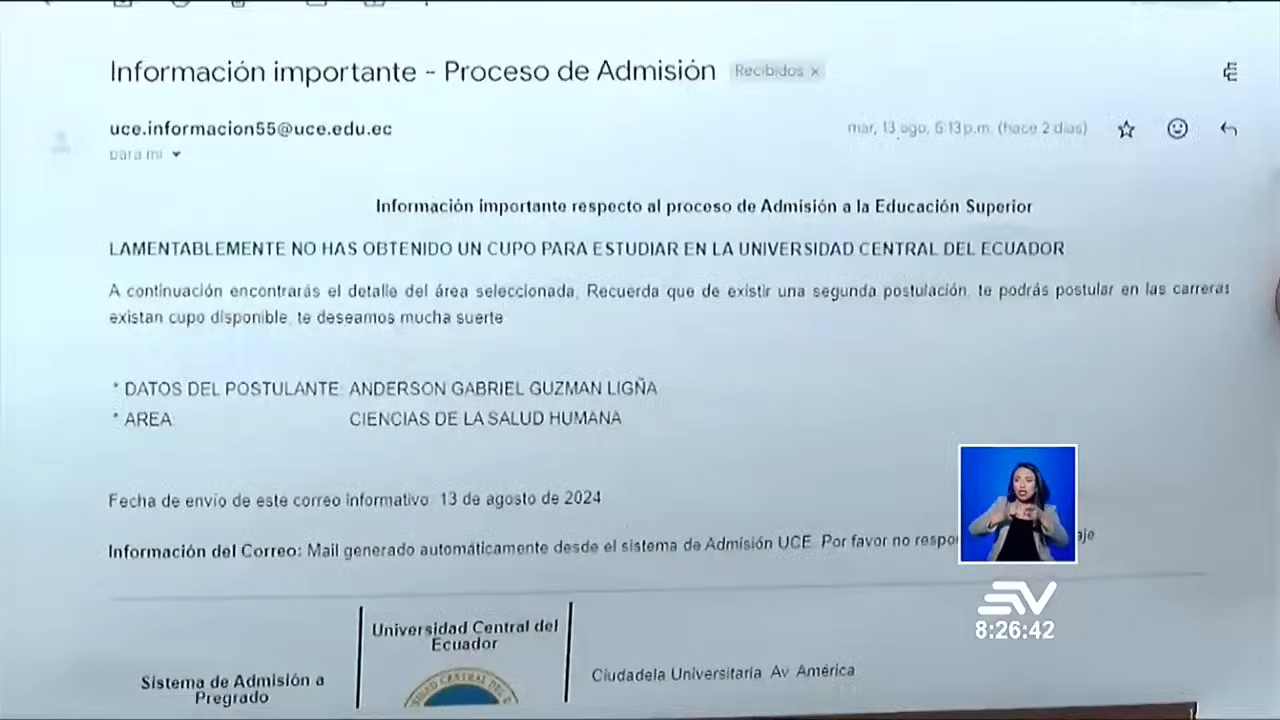 Información importante - Proceso de Admisión Recibidos x
uce.informacion55@uce.edu.ec
mar, 13 ago, 6:13 p.m. (hace 2 días)
para mi
Información importante respecto al proceso de Admisión a la Educación Superior
LAMENTABLEMENTE NO HAS OBTENIDO UN CUPO PARA ESTUDIAR EN LA UNIVERSIDAD CENTRAL DEL ECUADOR
A continuación encontrarás el detalle del área seleccionada, Recuerda que de existir una segunda postulación, te podrás postular en las carreras
existan cupo disponible, te deseamos mucha suerte
* DATOS DEL POSTULANTE: ANDERSON GABRIEL GUZMAN LIGÑA
* AREA CIENCIAS DE LA SALUD HUMANA
Fecha de envío de este correo informativo: 13 de agosto de 2024
Información del Correo: Mail generado automáticamente desde el sistema de Admisión UCE. Por favor no respo aje
8:26:42
Universidad Central del
Ecuador
Sistema de Admisión a
Pregrado
Ciudadela Universitaria Av América